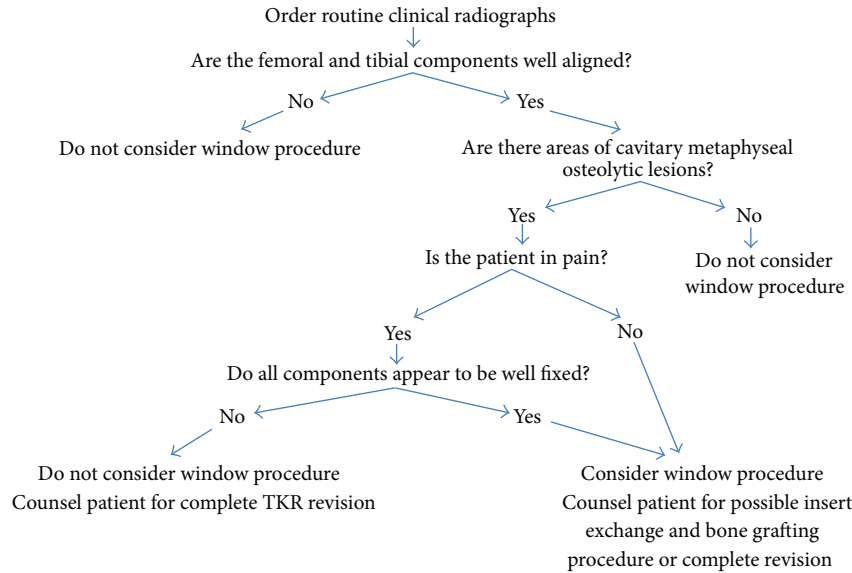 Order routine clinical radiographs
Are the femoral and tibial components well aligned?
No
Yes
Do not consider window procedure
Are there areas of cavitary metaphyseal
osteolytic lesions?
Yes
No
Is the patient in pain?
Do not consider
window procedure
Yes
No
Do all components appear to be well fixed?
No
Yes
Do not consider window procedure
Counsel patient for complete TKR revision
Consider window procedure
Counsel patient for possible insert
exchange and bone grafting
procedure or complete revision